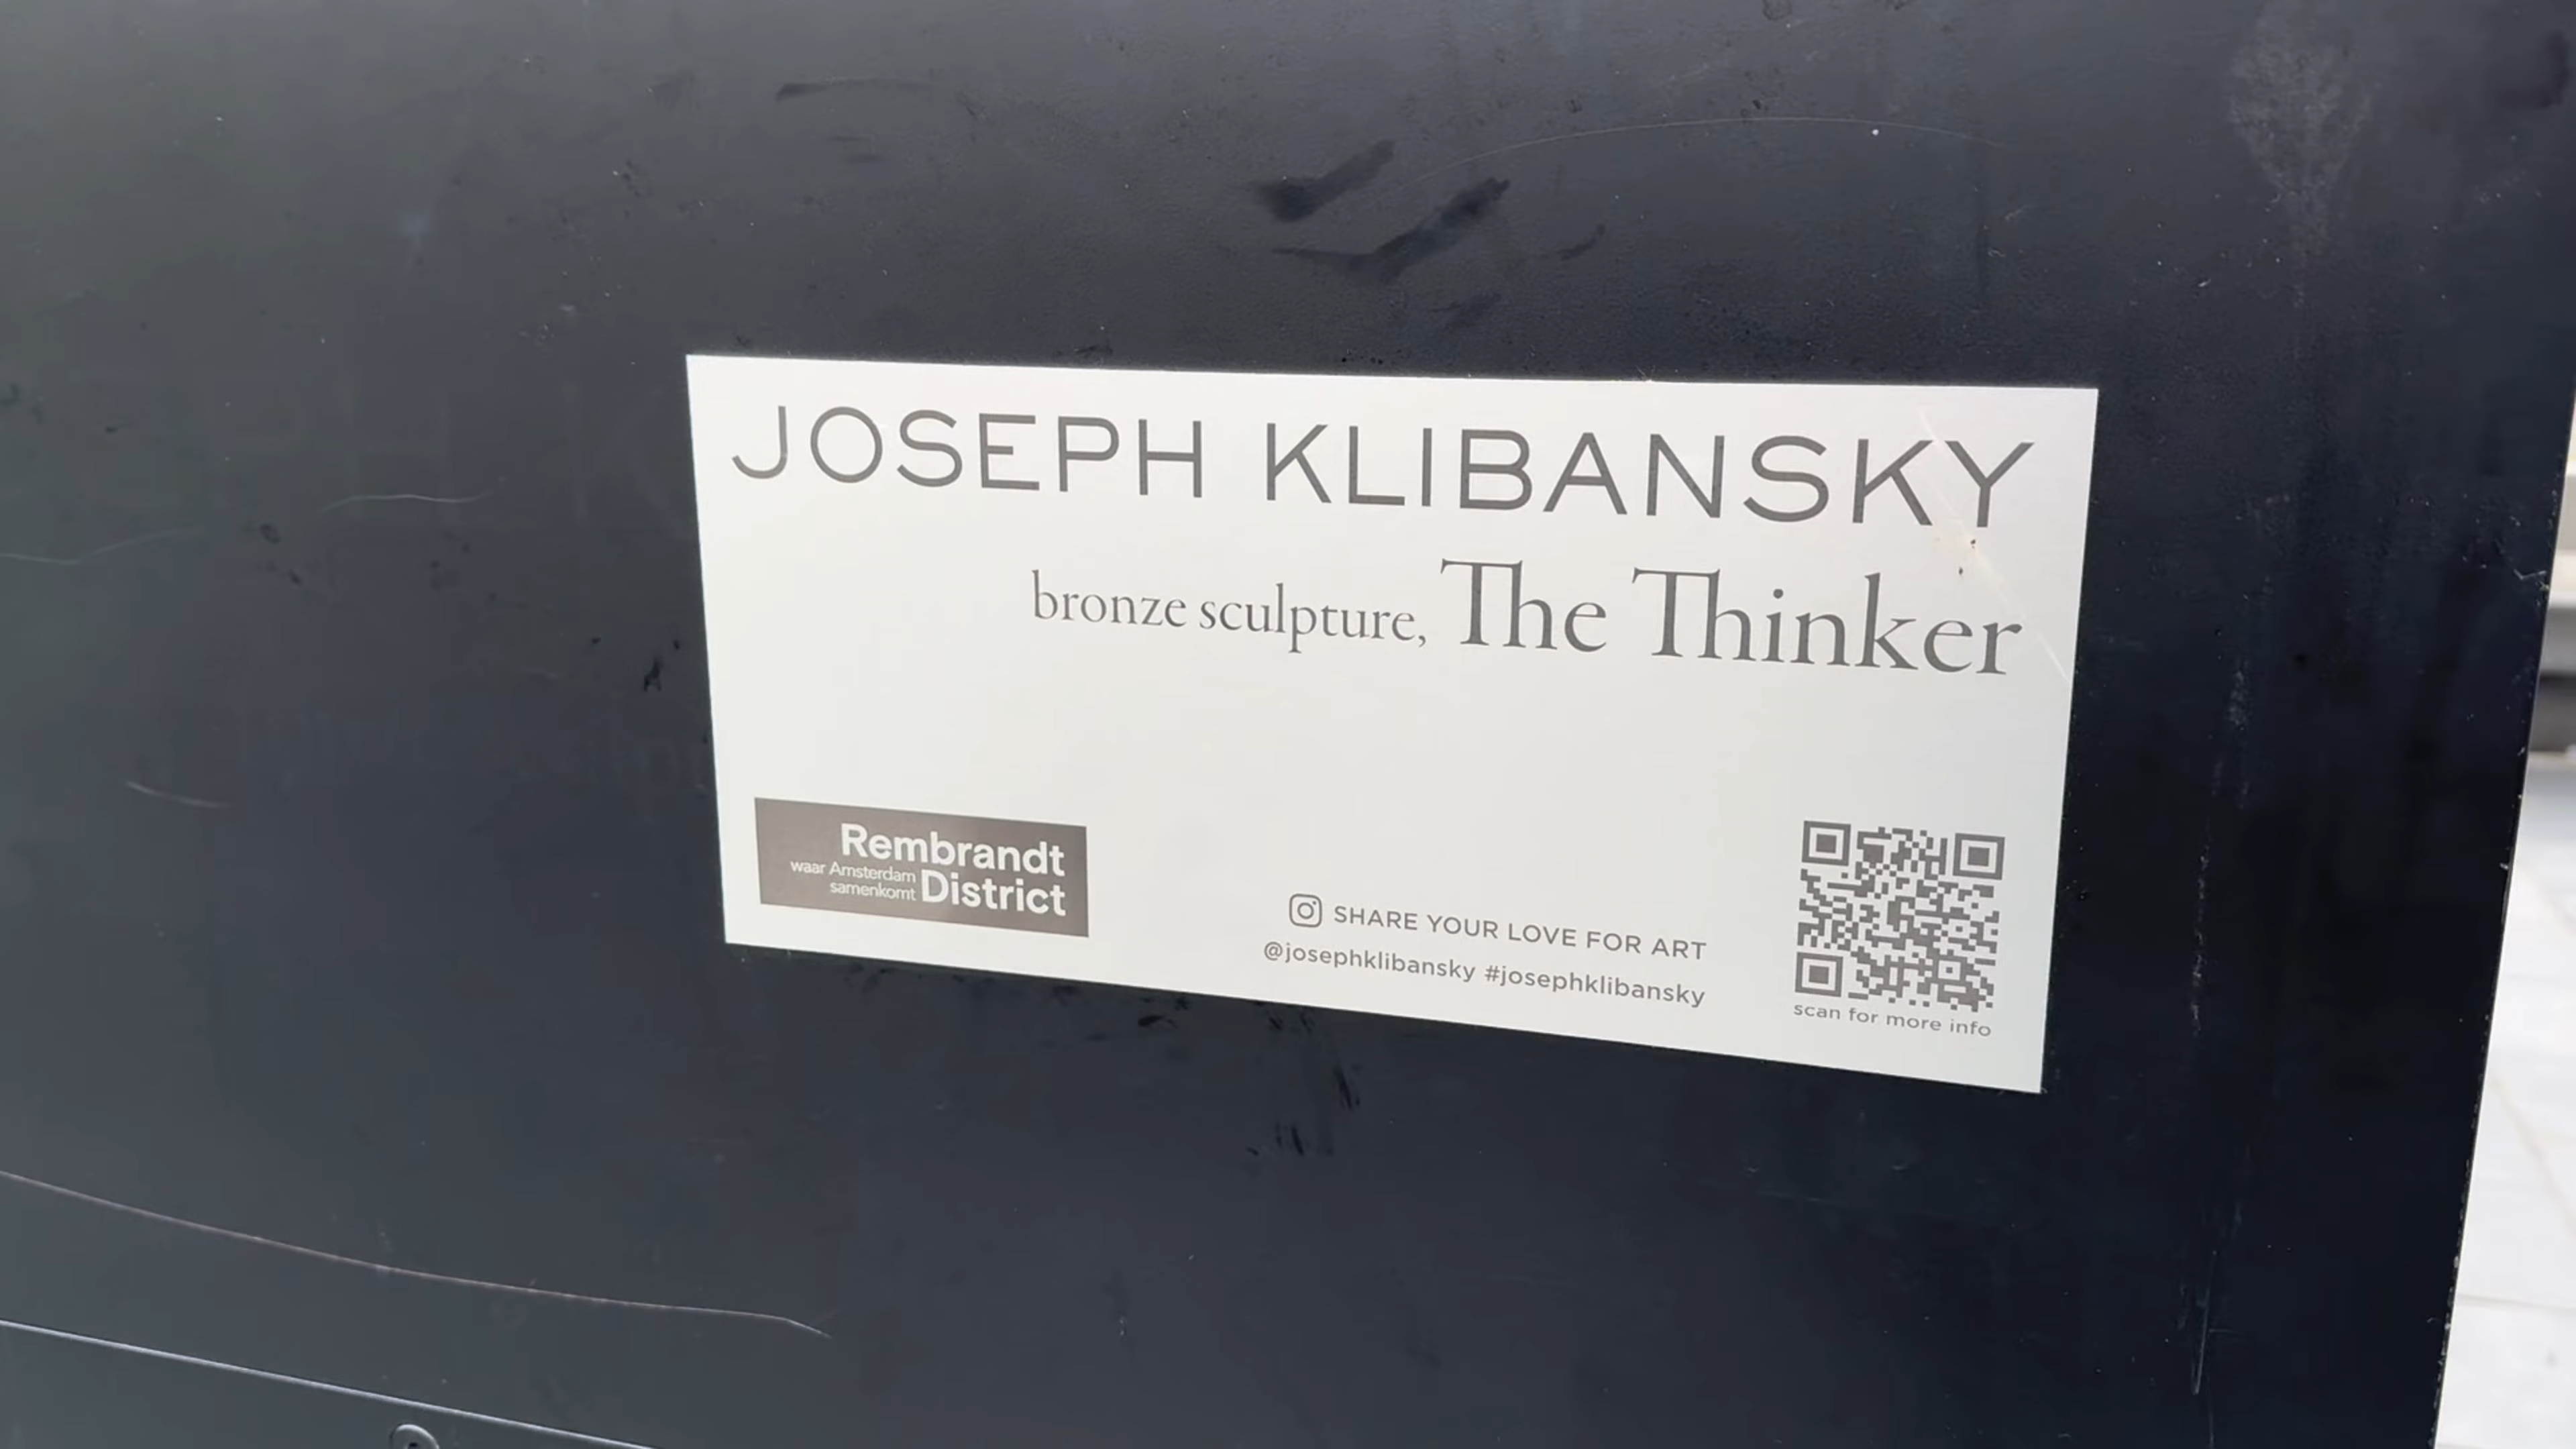 JOSEPH KLIBANSKY
bronze sculpture, The Thinker
Rembrandt
waar Amsterdam
samenkomt District
SHARE YOUR LOVE FOR ART
@josephklibansky #josephklibansky
scan for more info